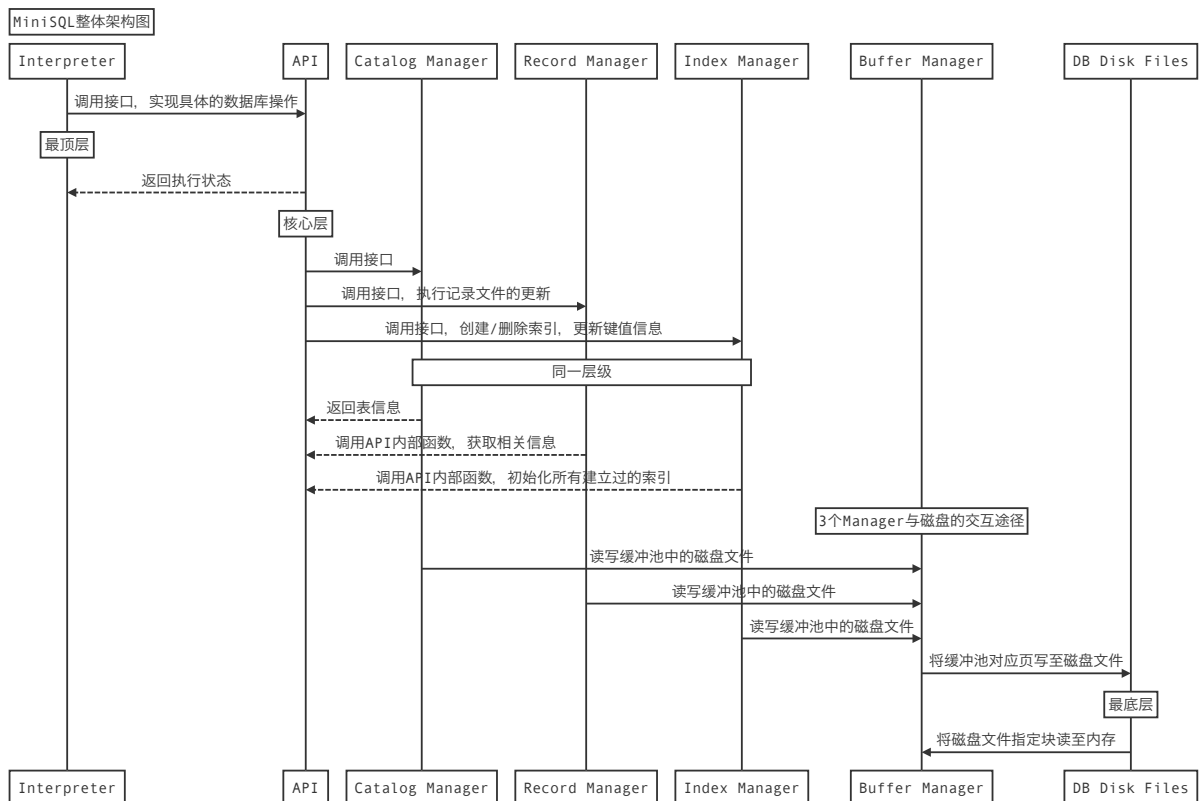 MiniSQL整体架构图
Interpreter
API
Catalog Manager
Record Manager
Index Manager
Buffer Manager
DB Disk Files
调用接口, 实现具体的数据库操作
最顶层
返回执行状态
核心层
调用接口
调用接口, 执行记录文件的更新
调用接口, 创建/删除索引, 更新键值信息
同一层级
返回表信息
调用API内部函数, 获取相关信息
调用API内部函数, 初始化所有建立过的索引
3个Manager与磁盘的交互途径
读写缓冲池中的磁盘文件
读写缓冲池中的磁盘文件
读写缓冲池中的磁盘文件
将缓冲池对应页写至磁盘文件
最底层
将磁盘文件指定块读至内存
Interpreter
API
Catalog Manager
Record Manager
Index Manager
Buffer Manager
DB Disk Files